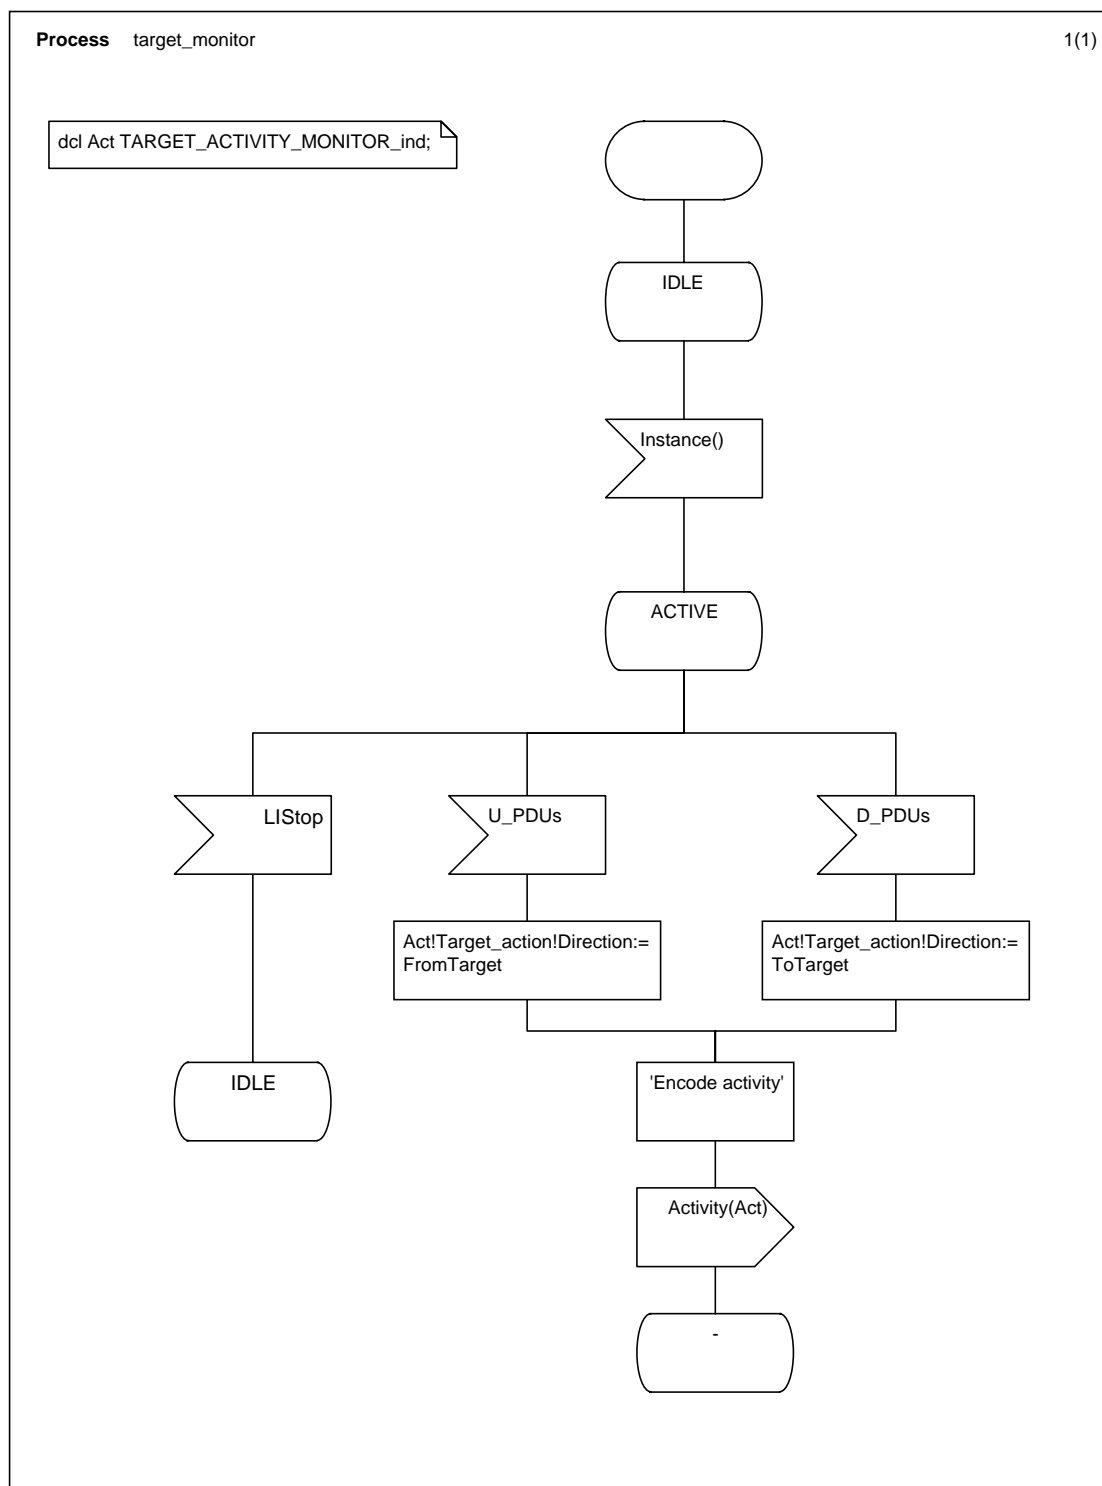 Process target_monitor 1(1)
dcl Act TARGET_ACTIVITY_MONITOR_ind;
IDLE
Instance()
ACTIVE
LIStop
U_PDUs
D_PDUs
Act!Target_action!Direction:=
FromTarget
Act!Target_action!Direction:=
ToTarget
IDLE
'Encode activity'
Activity(Act)
-